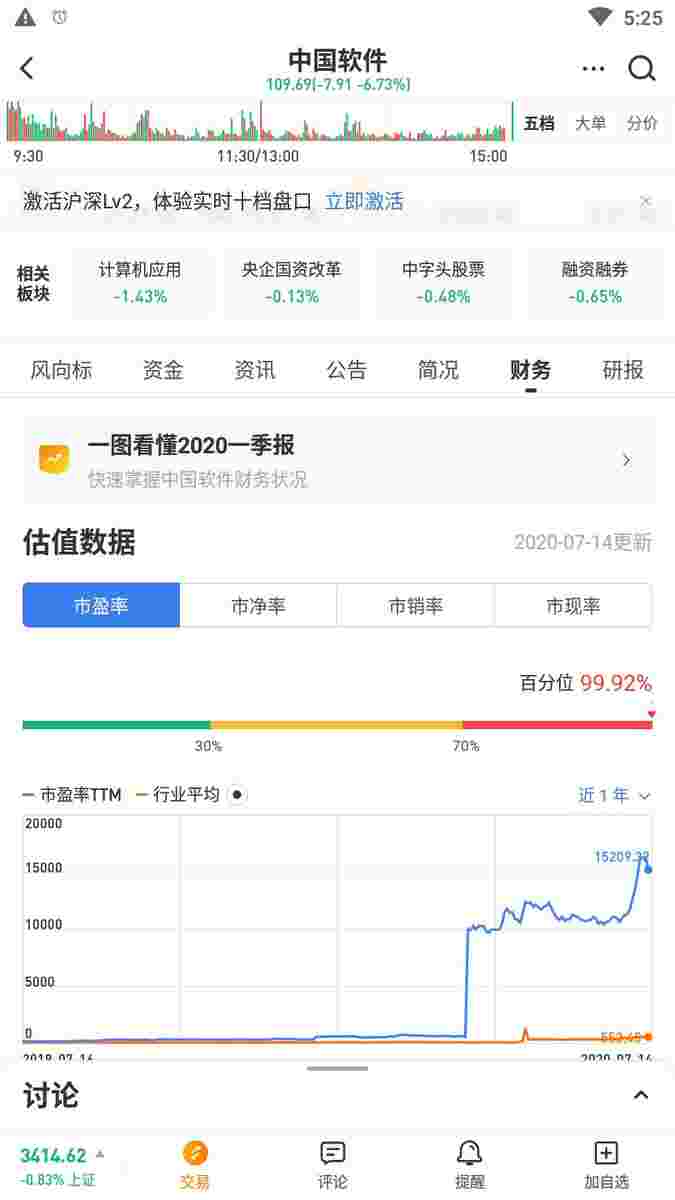 5:25
中国软件
109.69(-7.91 -6.73%)
五档 大单 分价
9:30 11:30/13:00 15:00
激活沪深Lv2，体验实时十档盘口 立即激活
相关板块
计算机应用 央企国资改革 中字头股票 融资融券
-1.43% -0.13% -0.48% -0.65%
风向标 资金 资讯 公告 简况 财务 研报
一图看懂2020一季报
快速掌握中国软件财务状况
估值数据 2020-07-14更新
市盈率 市净率 市销率 市现率
百分位 99.92%
30% 70%
市盈率TTM 行业平均 近1年
20000
15209.32
15000
10000
5000
0
讨论
3414.62
-0.83% 上证
交易 评论 提醒 加自选